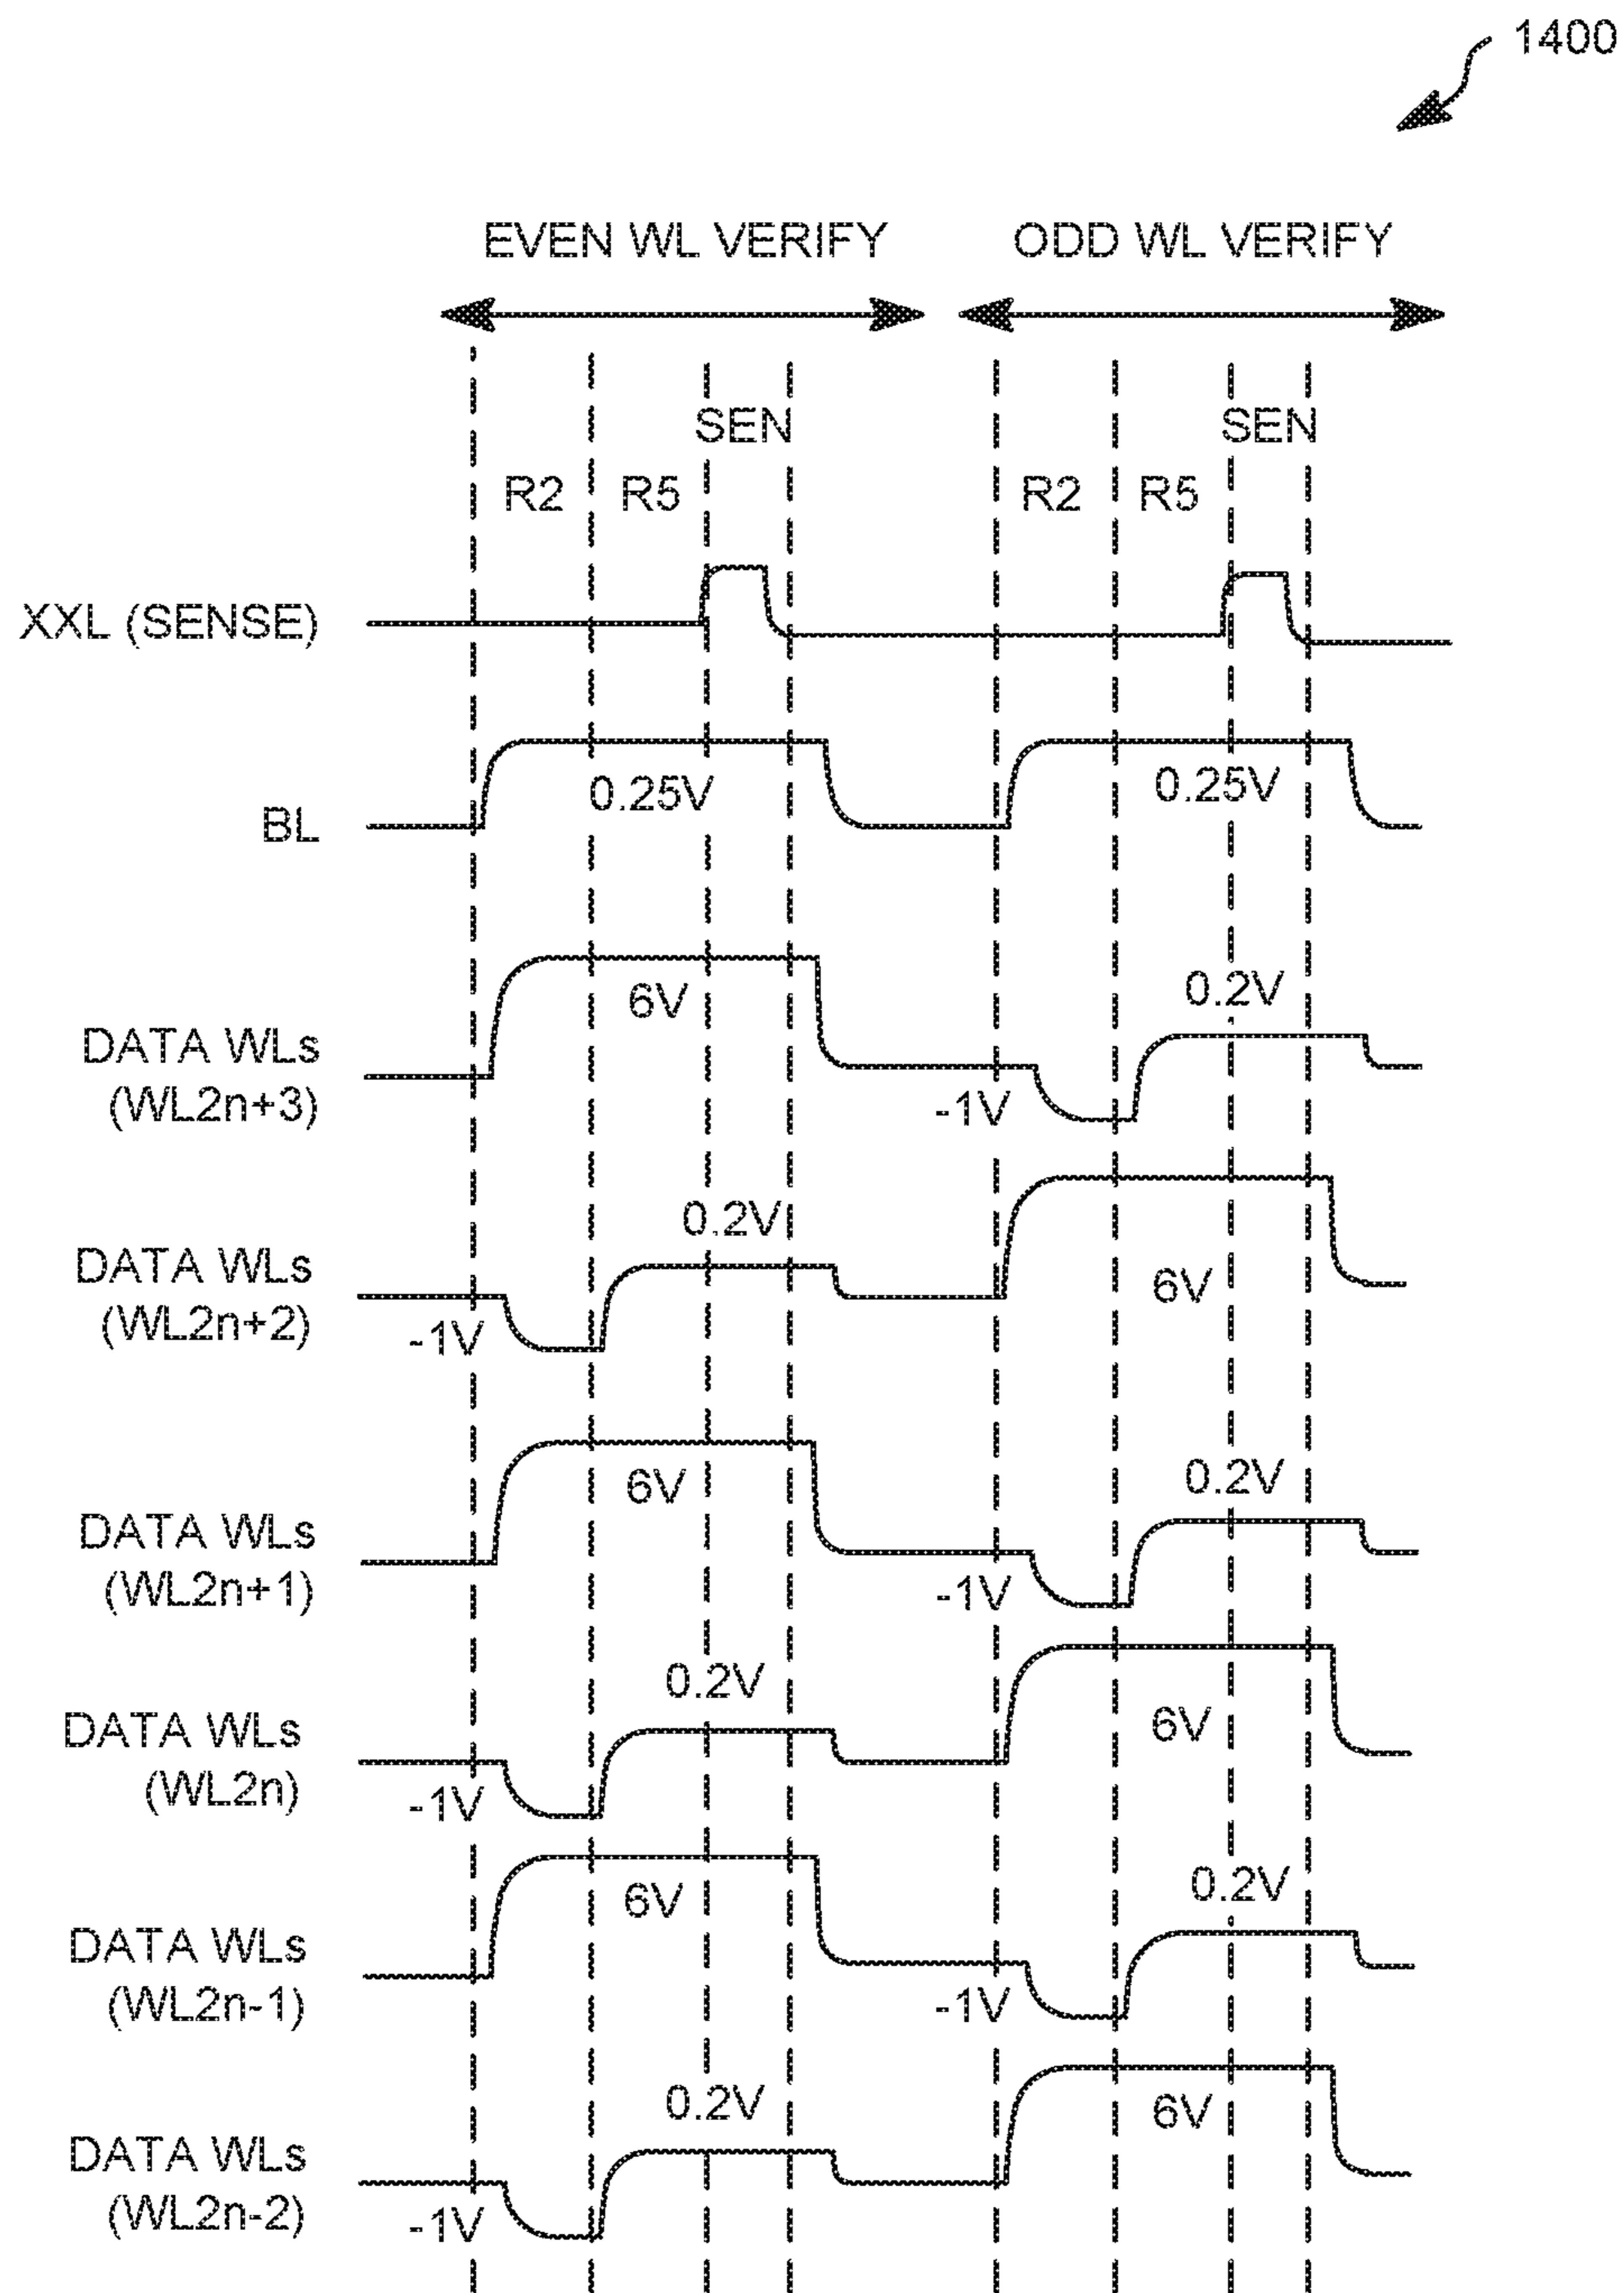 1400
EVEN WL VERIFY ODD WL VERIFY
SEN SEN
R2 R5 R2 R5
XXL (SENSE)
0.25V 0.25V
BL
0.2V
6V
DATA WLs
(WL2n+3)
-1V
0.2V
DATA WLs
6V
(WL2n+2)
-1V
0.2V
6V
DATA WLs
(WL2n+1)
-1V
0.2V
DATA WLs
6V
(WL2n)
-1V
0.2V
6V
DATA WLs
(WL2n-1)
-1V
0.2V
6V
DATA WLs
(WL2n-2)
-1V